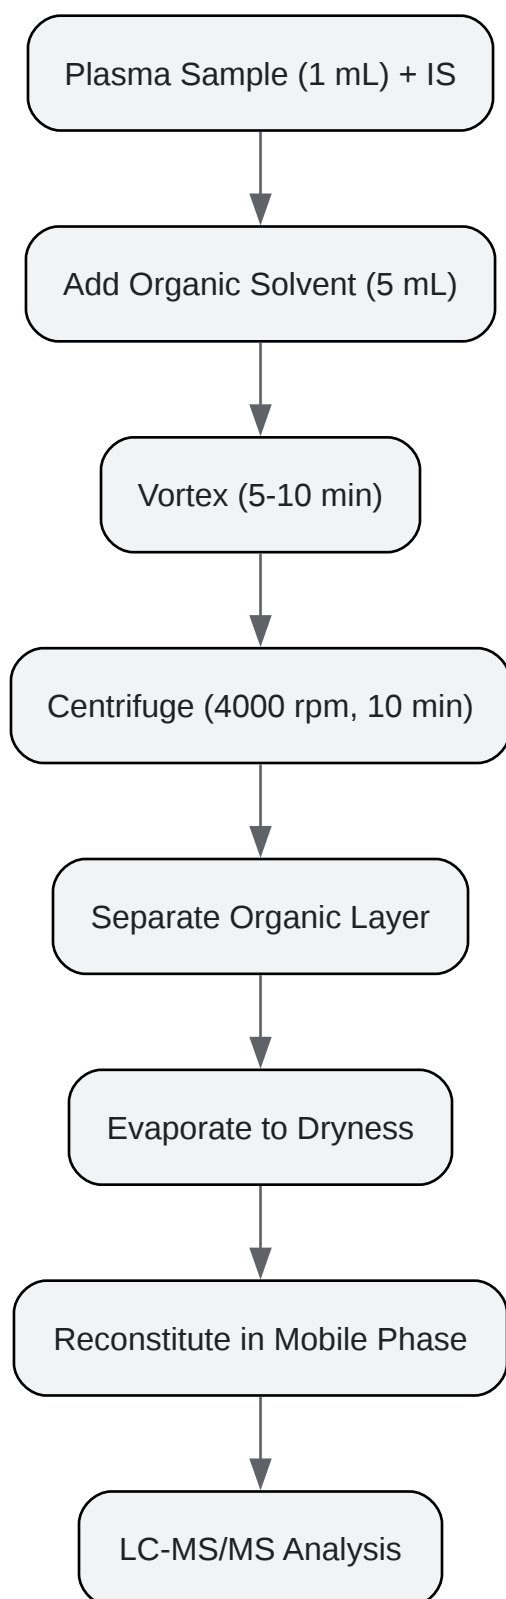 Plasma Sample (1 mL) + IS
Add Organic Solvent (5 mL)
Vortex (5-10 min)
Centrifuge (4000 rpm, 10 min)
Separate Organic Layer
Evaporate to Dryness
Reconstitute in Mobile Phase
LC-MS/MS Analysis